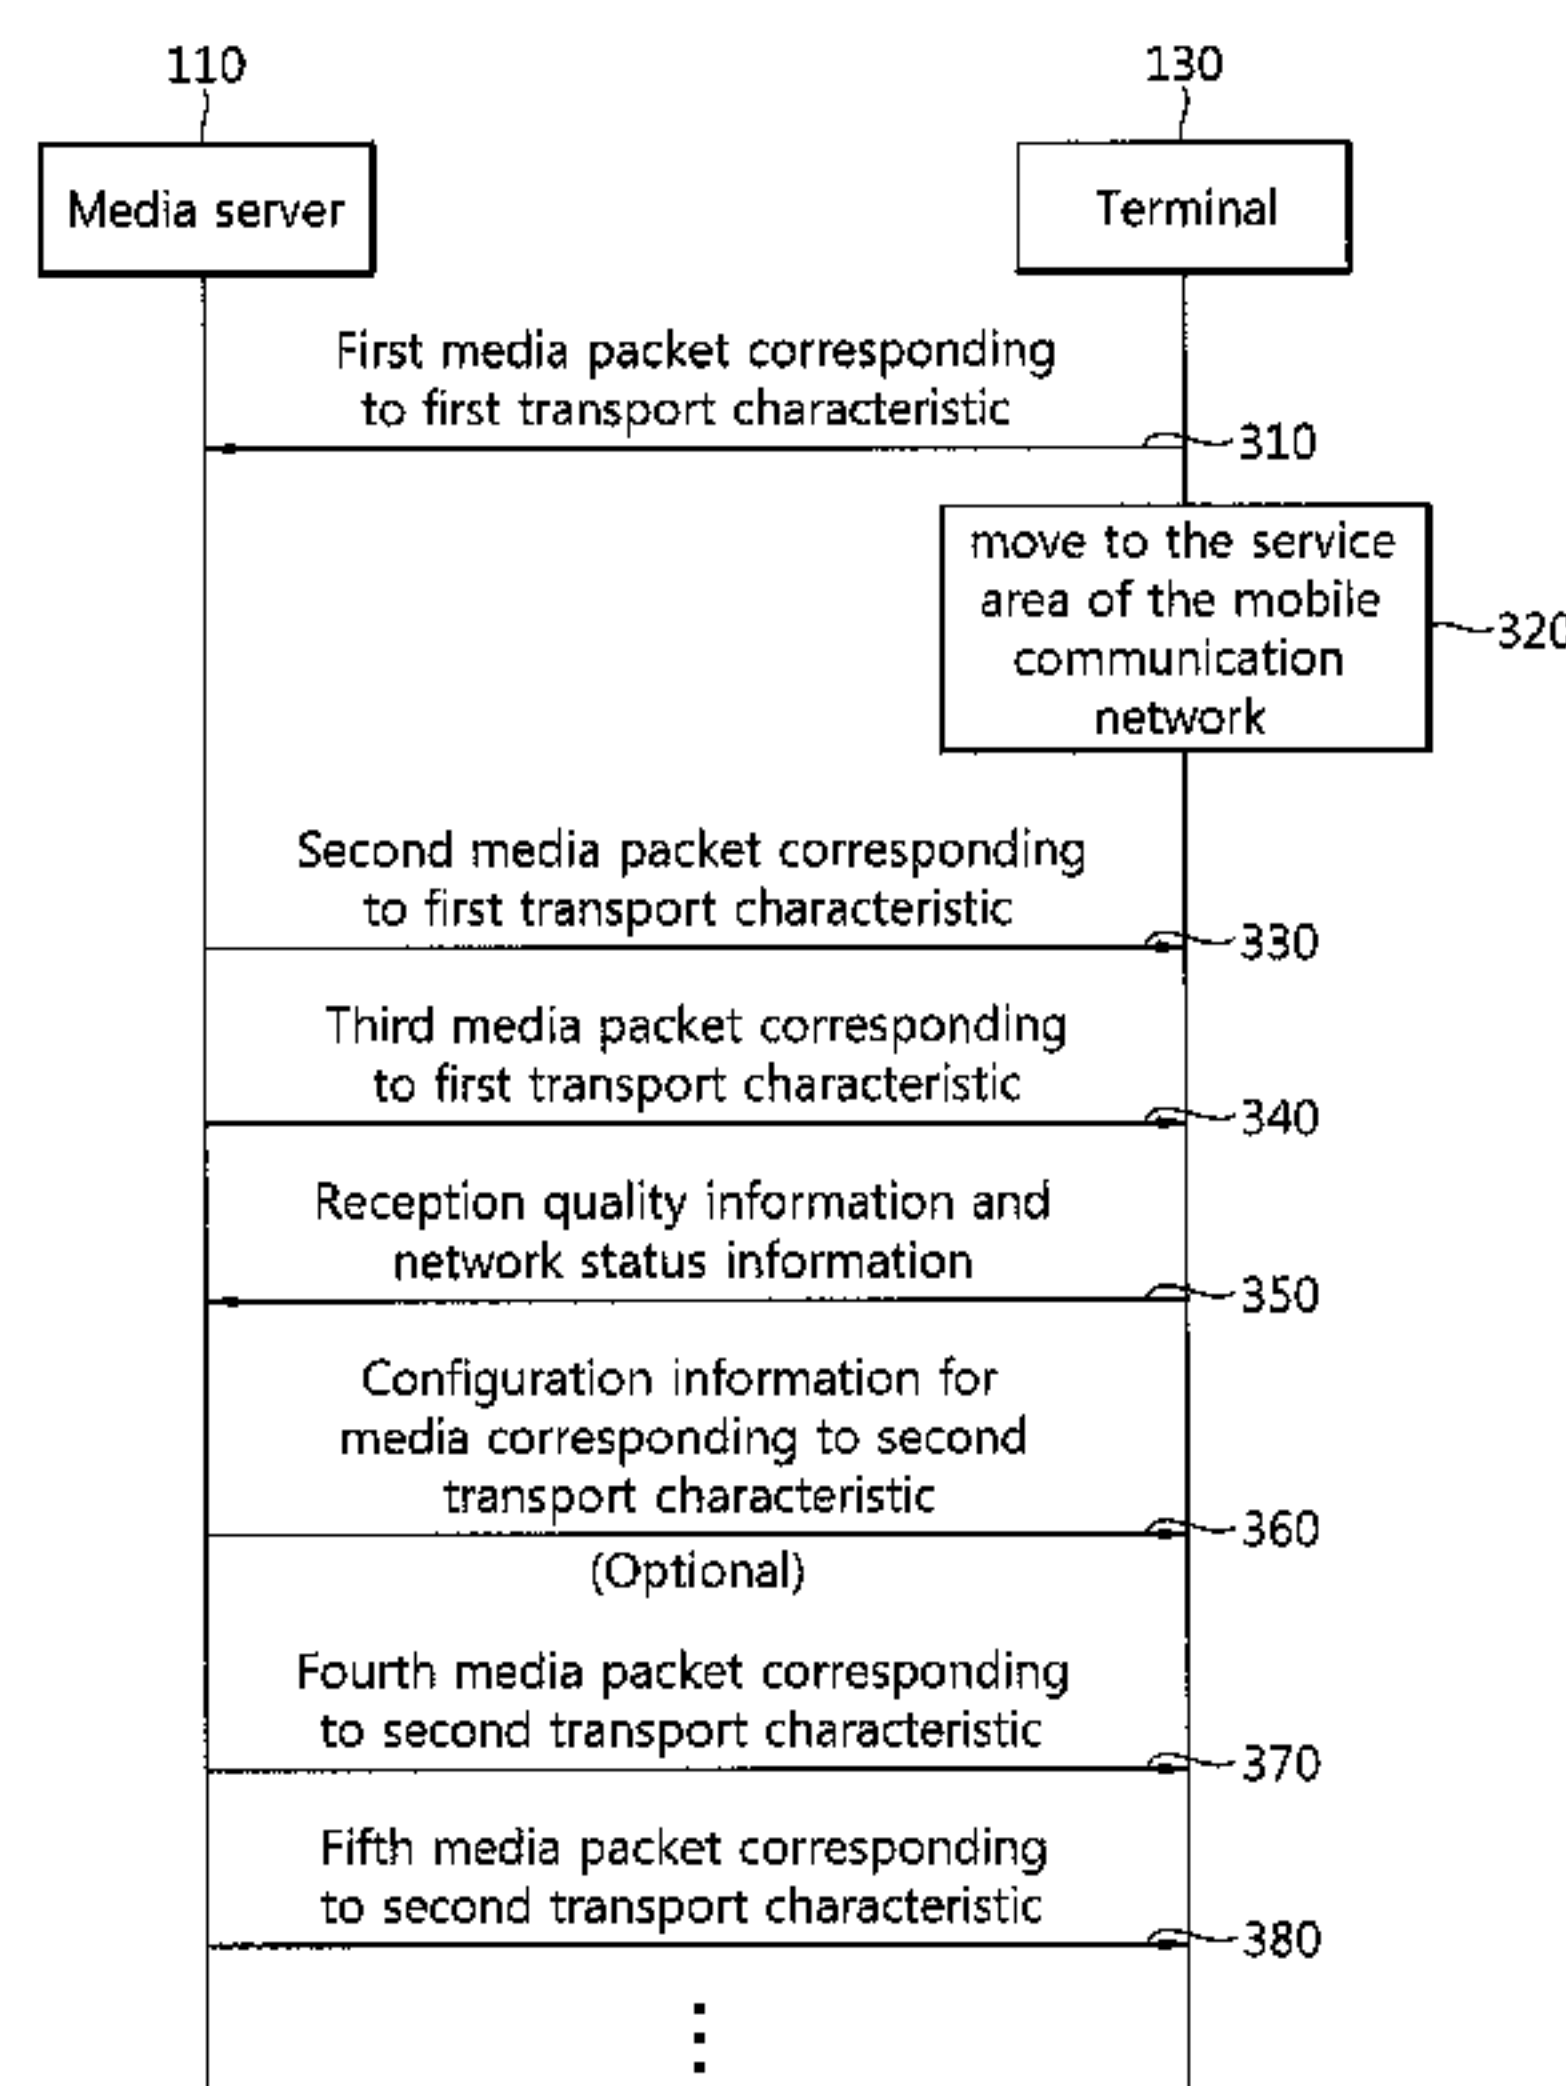 110
130
Media server
Terminal
First media packet corresponding
to first transport characteristic
310
move to the service
area of the mobile
communication
network
320
Second media packet corresponding
to first transport characteristic
330
Third media packet corresponding
to first transport characteristic
340
Reception quality information and
network status information
350
Configuration information for
media corresponding to second
transport characteristic
360
(Optional)
Fourth media packet corresponding
to second transport characteristic
370
Fifth media packet corresponding
to second transport characteristic
380